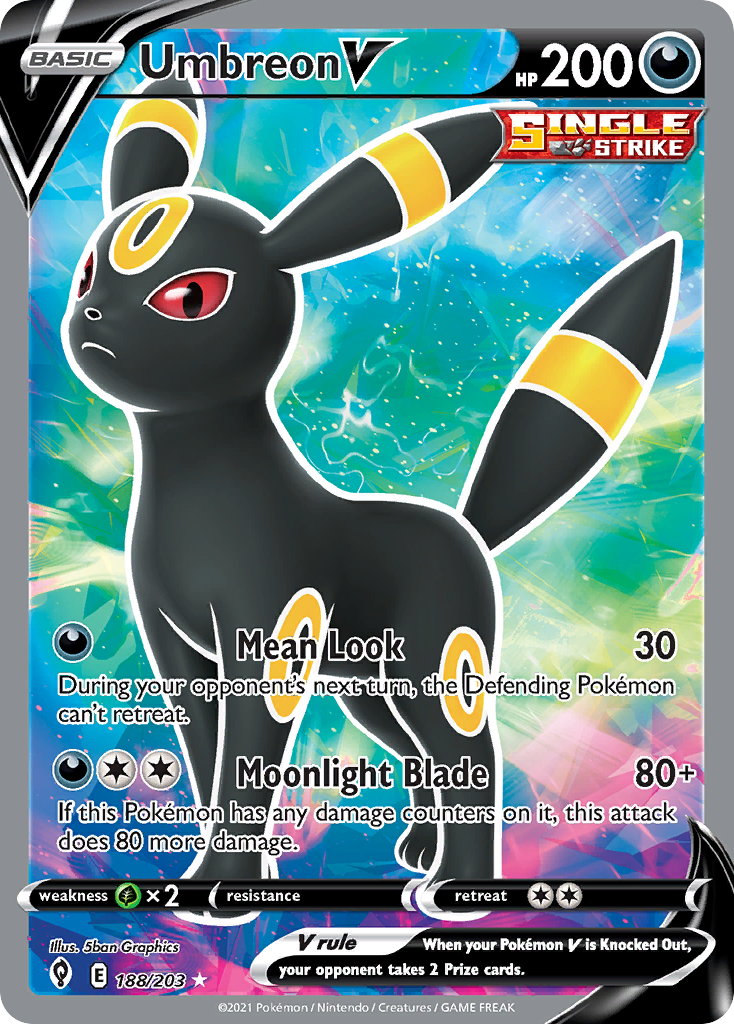 BASIC
Umbreon V
HP 200
SINGLE
STRIKE
Mean Look 30
During your opponent's next turn, the Defending Pokémon
can't retreat.
Moonlight Blade 80+
If this Pokémon has any damage counters on it, this attack
does 80 more damage.
weakness ×2 resistance retreat
Illus. 5ban Graphics
V rule When your Pokémon V is Knocked Out,
your opponent takes 2 Prize cards.
E 188/203 ★
©2021 Pokémon / Nintendo / Creatures / GAME FREAK